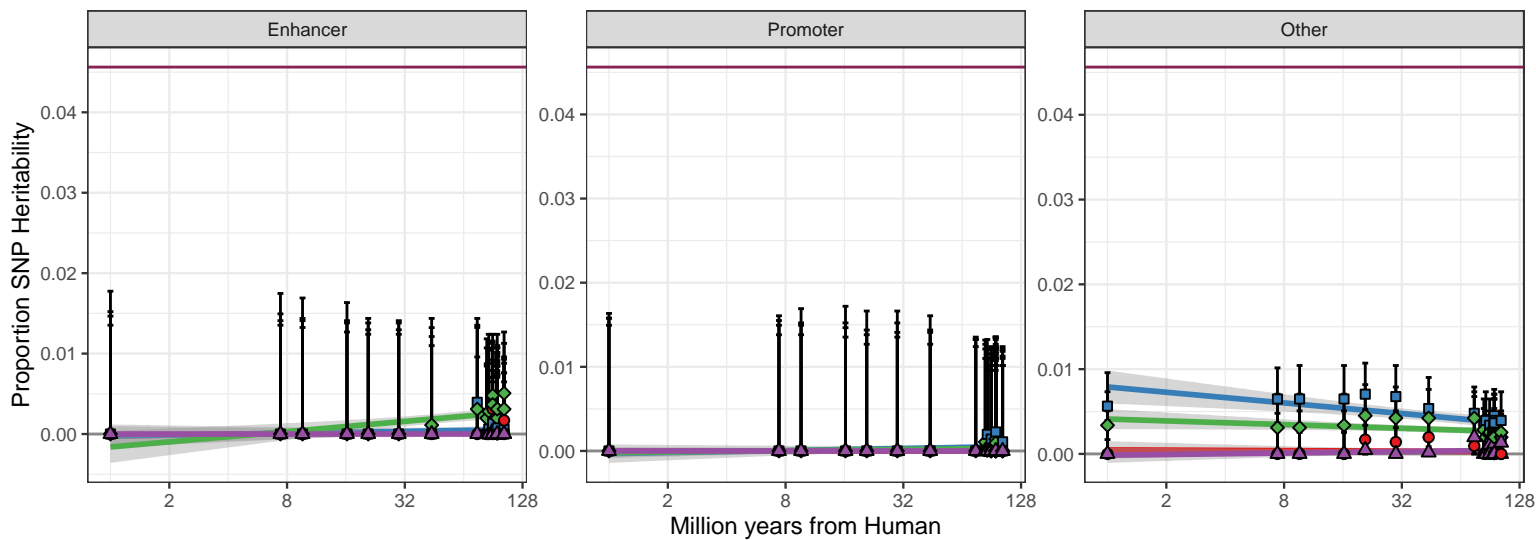 Enhancer
Promoter
Other
Proportion SNP Heritability
0.04
0.03
0.02
0.01
0.00
0.04
0.03
0.02
0.01
0.00
0.04
0.03
0.02
0.01
0.00
2 8 32 128
2 8 32 128
2 8 32 128
Million years from Human